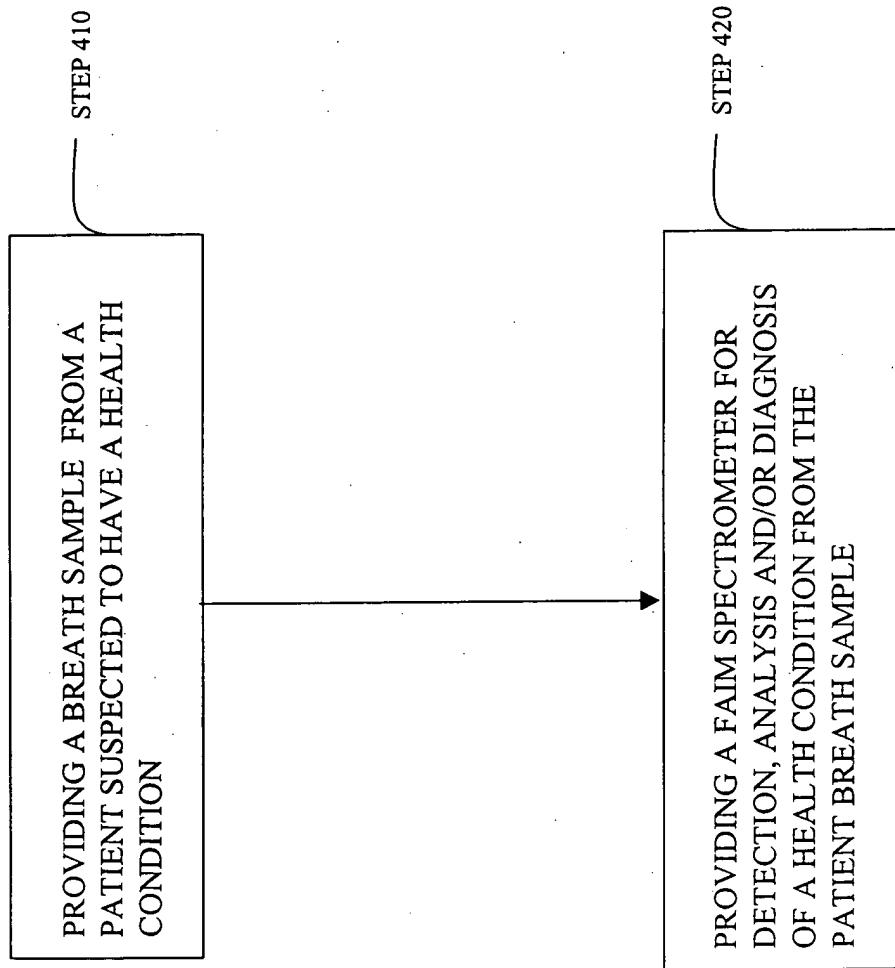 PROVIDING A BREATH SAMPLE FROM A
PATIENT SUSPECTED TO HAVE A HEALTH
CONDITION
STEP 410
PROVIDING A FAIM SPECTROMETER FOR
DETECTION, ANALYSIS AND/OR DIAGNOSIS
OF A HEALTH CONDITION FROM THE
PATIENT BREATH SAMPLE
STEP 420